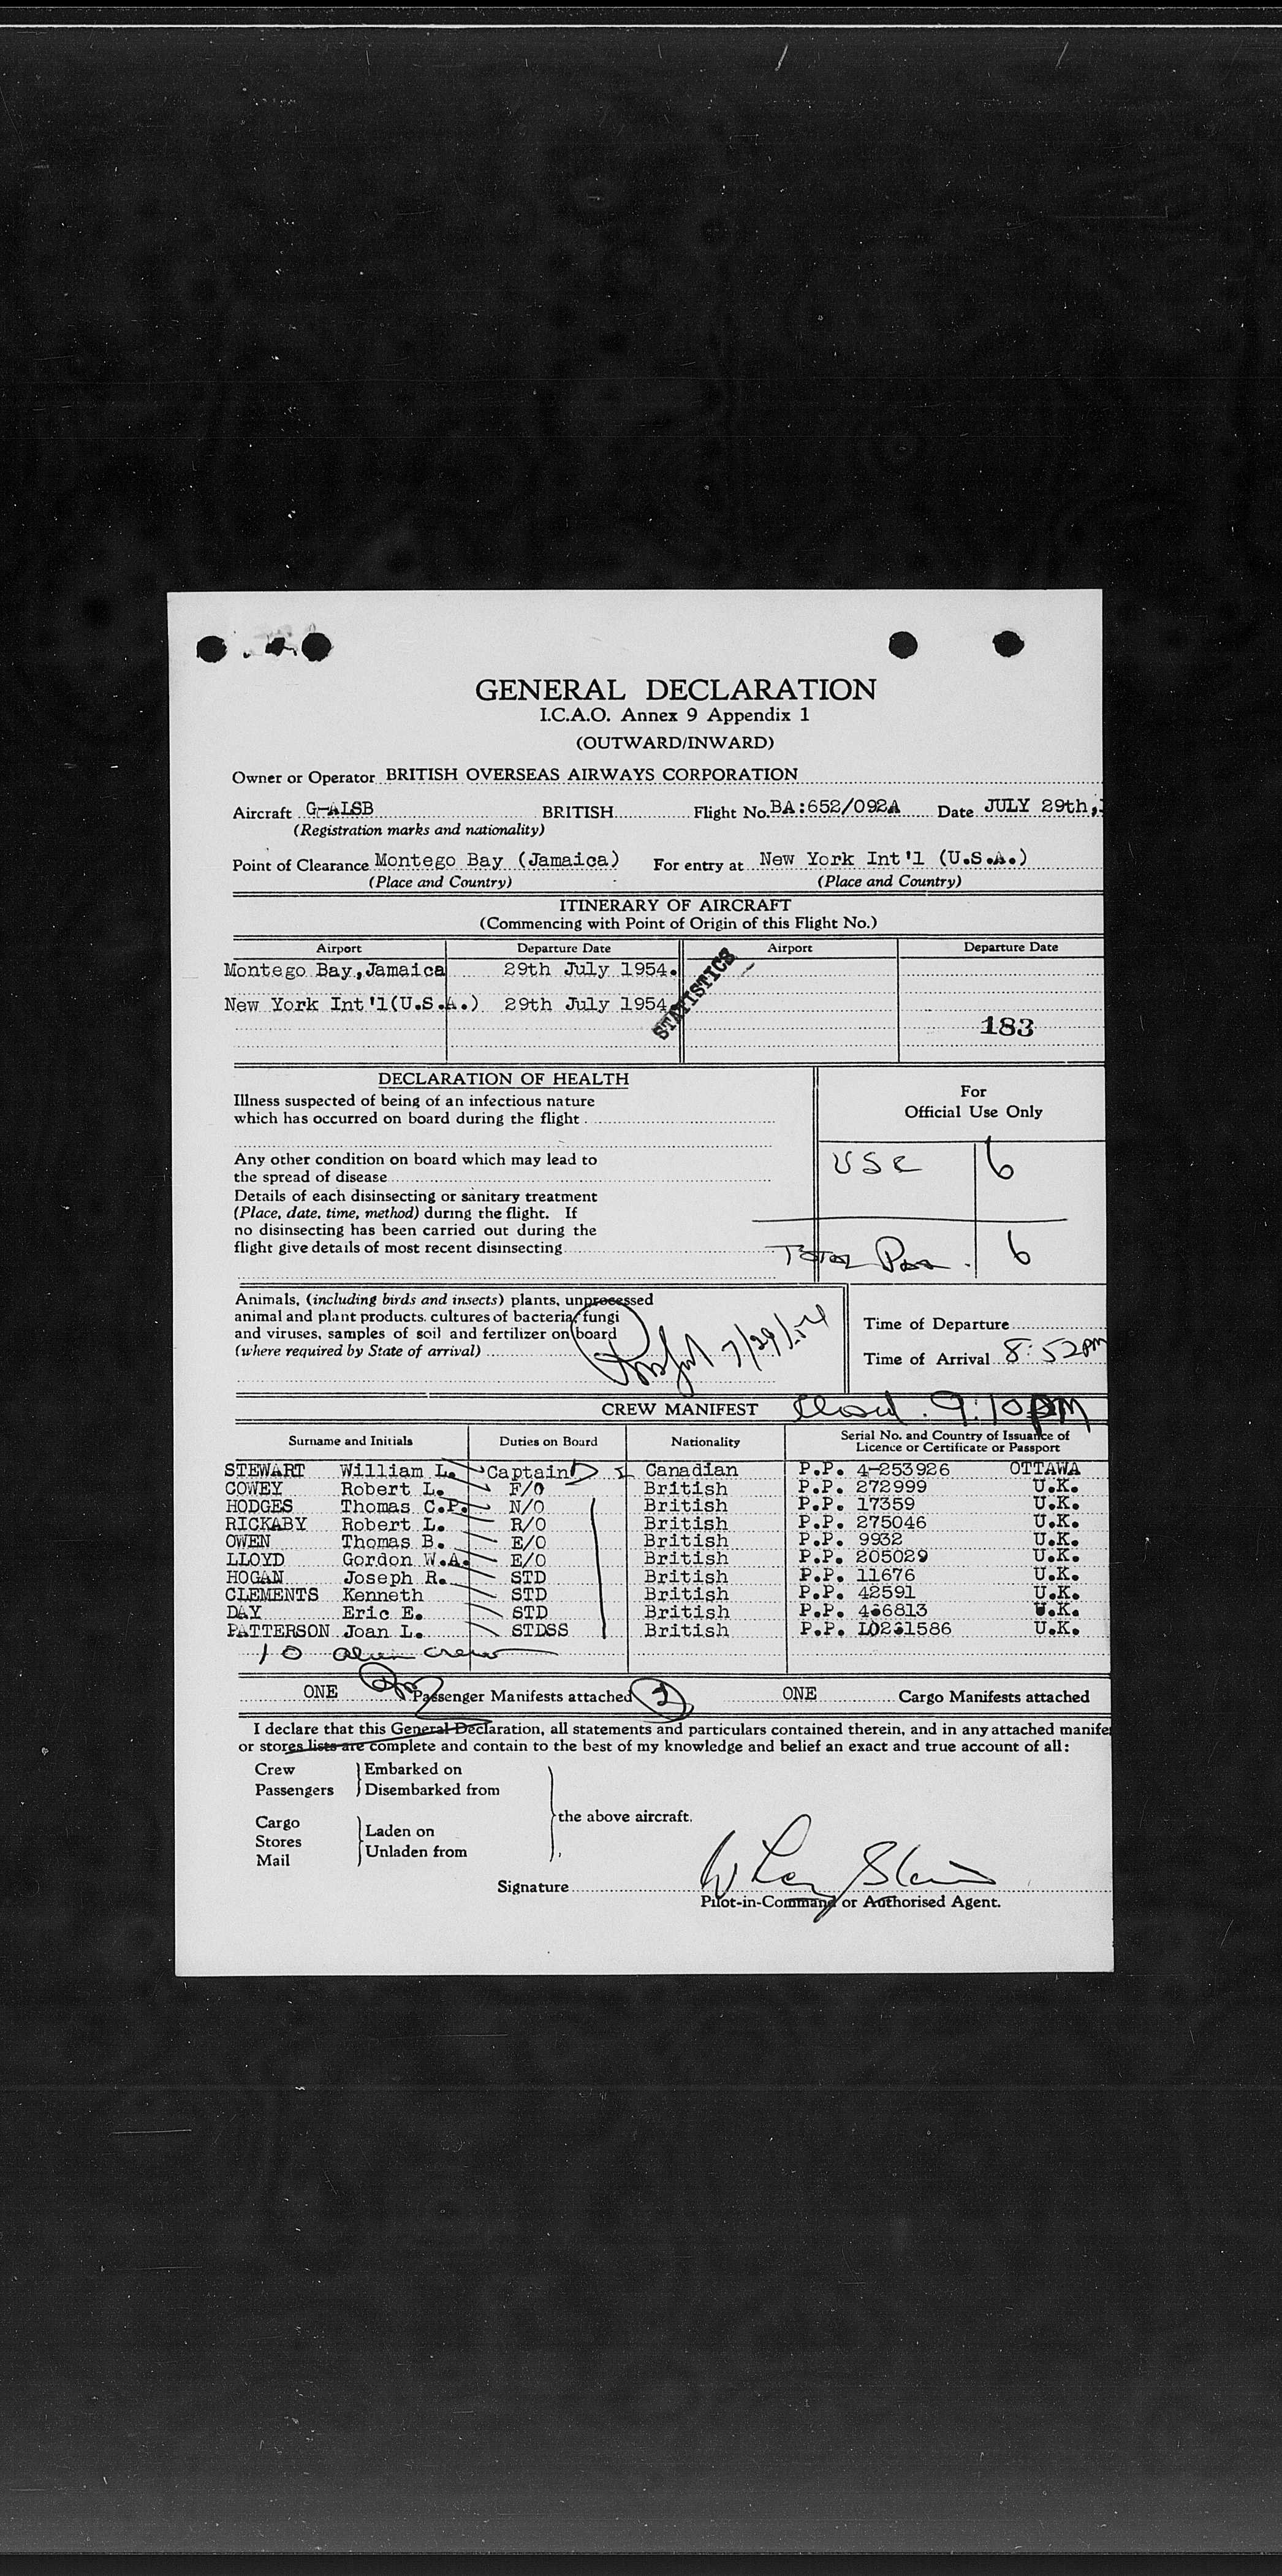 GENERAL DECLARATION
I.C.A.O. Annex 9 Appendix 1
(OUTWARD/INWARD)
Owner or Operator BRITISH OVERSEAS AIRWAYS CORPORATION
Aircraft G-ALSB BRITISH Flight No. BA:652/092A Date JULY 29th,
(Registration marks and nationality)
Point of Clearance Montego Bay (Jamaica) For entry at New York Int'l (U.S.A.)
(Place and Country) (Place and Country)
ITINERARY OF AIRCRAFT
(Commencing with Point of Origin of this Flight No.)
Airport Departure Date Airport Departure Date
Montego Bay, Jamaica 29th July 1954.
STATISTICS
New York Int'l(U.S.A.) 29th July 1954
183
DECLARATION OF HEALTH
Illness suspected of being of an infectious nature
which has occurred on board during the flight
Any other condition on board which may lead to
the spread of disease
Details of each disinsecting or sanitary treatment
(Place, date, time, method) during the flight. If
no disinsecting has been carried out during the
flight give details of most recent disinsecting
For
Official Use Only
USC 6
Total Pas 6
Animals, (including birds and insects) plants, unprocessed
animal and plant products, cultures of bacteria, fungi
and viruses, samples of soil and fertilizer on board
(where required by State of arrival)
7/29/54
Time of Departure
Time of Arrival 8:52pm
CREW MANIFEST Closed. 9:10pm
Surname and Initials Duties on Board Nationality Serial No. and Country of Issuance of
Licence or Certificate or Passport
STEWART William L. Captain Canadian P.P. 4-253926 OTTAWA
COWEY Robert L. F/O British P.P. 272999 U.K.
HODGES Thomas C.P. N/O British P.P. 17359 U.K.
RICKABY Robert L. R/O British P.P. 275046 U.K.
OWEN Thomas B. E/O British P.P. 9932 U.K.
LLOYD Gordon W.A. E/O British P.P. 205029 U.K.
HOGAN Joseph R. STD British P.P. 11676 U.K.
CLEMENTS Kenneth STD British P.P. 42591 U.K.
DAY Eric E. STD British P.P. 466813 U.K.
PATTERSON Joan L. STDSS British P.P. L0231586 U.K.
10 alien crew
ONE Passenger Manifests attached ONE Cargo Manifests attached
I declare that this General Declaration, all statements and particulars contained therein, and in any attached manife
or stores lists are complete and contain to the best of my knowledge and belief an exact and true account of all:
Crew Embarked on
Passengers Disembarked from
the above aircraft.
Cargo
Stores Laden on
Mail Unladen from
Signature
Pilot-in-Command or Authorised Agent.